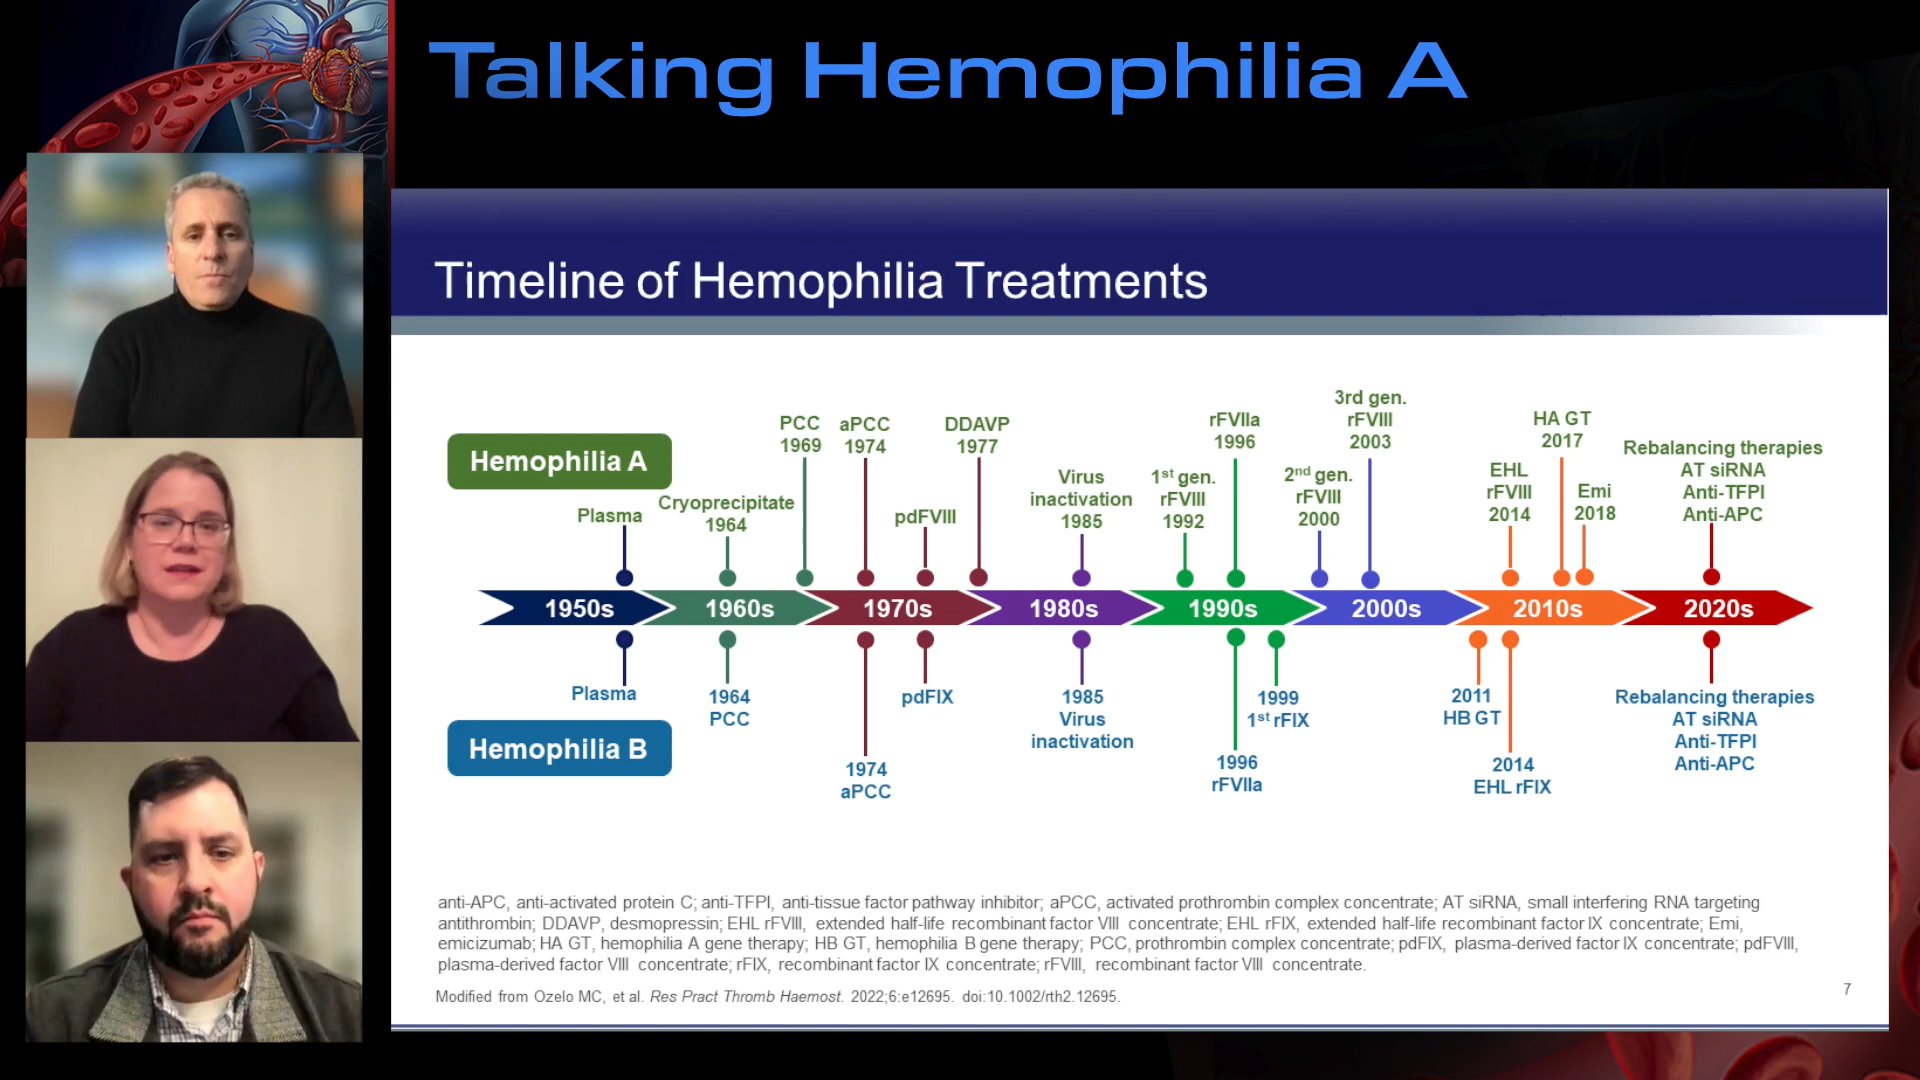 Talking Hemophilia A
Timeline of Hemophilia Treatments
Hemophilia A
Plasma
Cryoprecipitate
1964
PCC
1969
aPCC
1974
pdFVIII
DDAVP
1977
Virus
inactivation
1985
1st gen.
rFVIII
1992
rFVIIa
1996
2nd gen.
rFVIII
2000
3rd gen.
rFVIII
2003
EHL
rFVIII
2014
HA GT
2017
Emi
2018
Rebalancing therapies
AT siRNA
Anti-TFPI
Anti-APC
1950s
1960s
1970s
1980s
1990s
2000s
2010s
2020s
Hemophilia B
Plasma
1964
PCC
1974
aPCC
pdFIX
1985
Virus
inactivation
1996
rFVIIa
1999
1st rFIX
2011
HB GT
2014
EHL rFIX
Rebalancing therapies
AT siRNA
Anti-TFPI
Anti-APC
anti-APC, anti-activated protein C; anti-TFPI, anti-tissue factor pathway inhibitor; aPCC, activated prothrombin complex concentrate; AT siRNA, small interfering RNA targeting
antithrombin; DDAVP, desmopressin; EHL rFVIII, extended half-life recombinant factor VIII concentrate; EHL rFIX, extended half-life recombinant factor IX concentrate; Emi,
emicizumab; HA GT, hemophilia A gene therapy; HB GT, hemophilia B gene therapy; PCC, prothrombin complex concentrate; pdFIX, plasma-derived factor IX concentrate; pdFVIII,
plasma-derived factor VIII concentrate; rFIX, recombinant factor IX concentrate; rFVIII, recombinant factor VIII concentrate.
Modified from Ozelo MC, et al. Res Pract Thromb Haemost. 2022;6:e12695. doi:10.1002/rth2.12695.
7